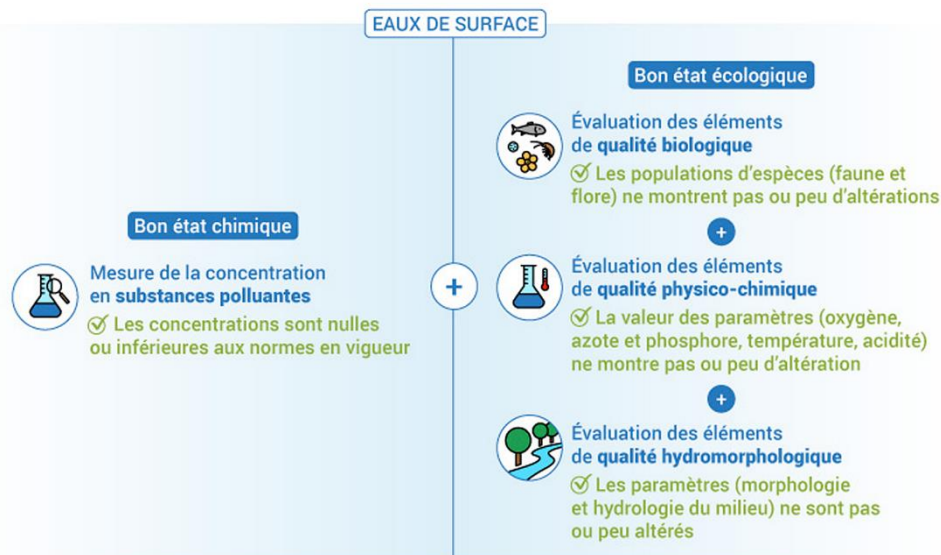 EAUX DE SURFACE
Bon état chimique
Mesure de la concentration
en substances polluantes
Les concentrations sont nulles
ou inférieures aux normes en vigueur
+
Bon état écologique
Évaluation des éléments
de qualité biologique
Les populations d'espèces (faune et
flore) ne montrent pas ou peu d'altérations
+
Évaluation des éléments
de qualité physico-chimique
La valeur des paramètres (oxygène,
azote et phosphore, température, acidité)
ne montre pas ou peu d'altération
+
Évaluation des éléments
de qualité hydromorphologique
Les paramètres (morphologie
et hydrologie du milieu) ne sont pas
ou peu altérés